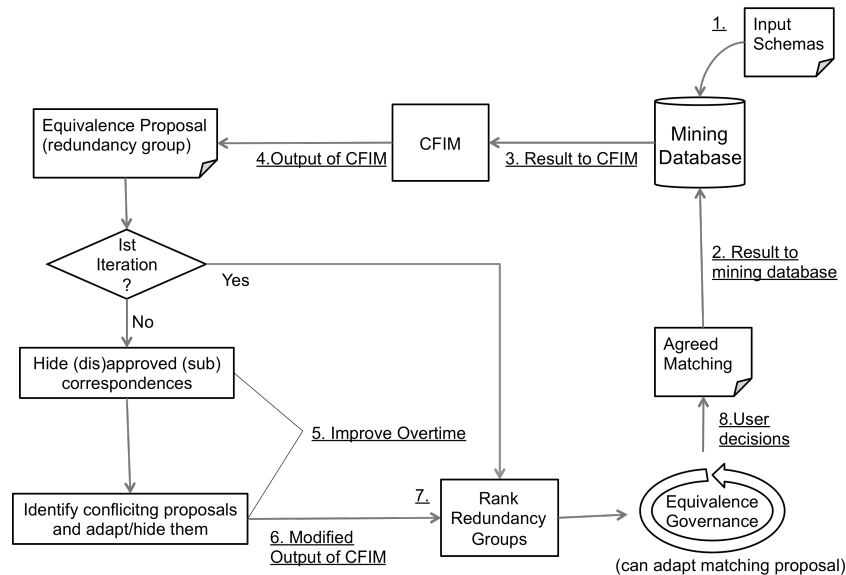 1.
Input
Schemas
Equivalence Proposal
(redundancy group)
CFIM
Mining
Database
4.Output of CFIM
3. Result to CFIM
Ist
Iteration
?
Yes
2. Result to
mining database
No
Hide (dis)approved (sub)
correspondences
Agreed
Matching
5. Improve Overtime
8.User
decisions
Identify conflicitng proposals
and adapt/hide them
7.
Rank
Redundancy
Groups
Equivalence
Governance
6. Modified
Output of CFIM
(can adapt matching proposal)